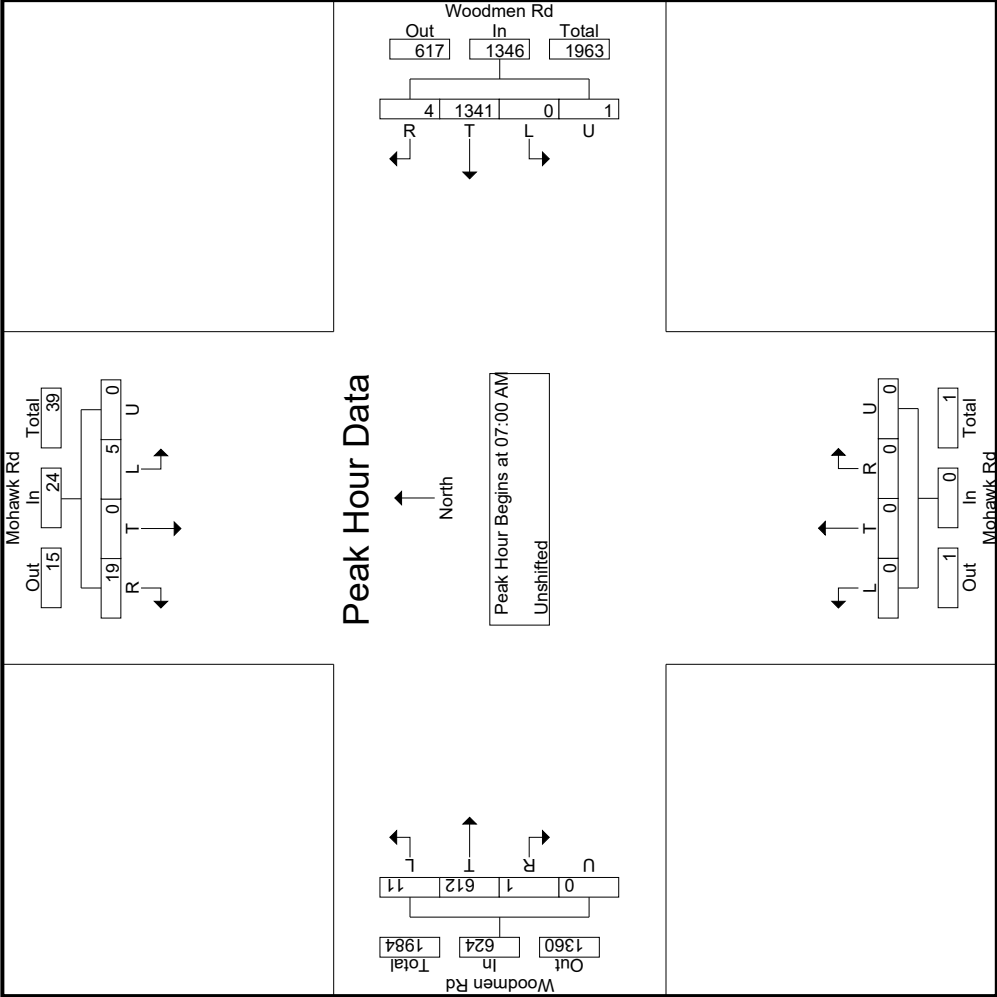 Woodmen Rd
Out In Total
617 1346 1963
4 1341 0 1
R T L U
Mohawk Rd
Out In Total
15 24 39
19 0 5 0
R T L U
Peak Hour Data
North
Peak Hour Begins at 07:00 AM
Unshifted
L T R U
0 0 0 0
Out In Total
1 0 1
Mohawk Rd
L T R U
11 612 1 0
1984 624 1360
Total In Out
Woodmen Rd